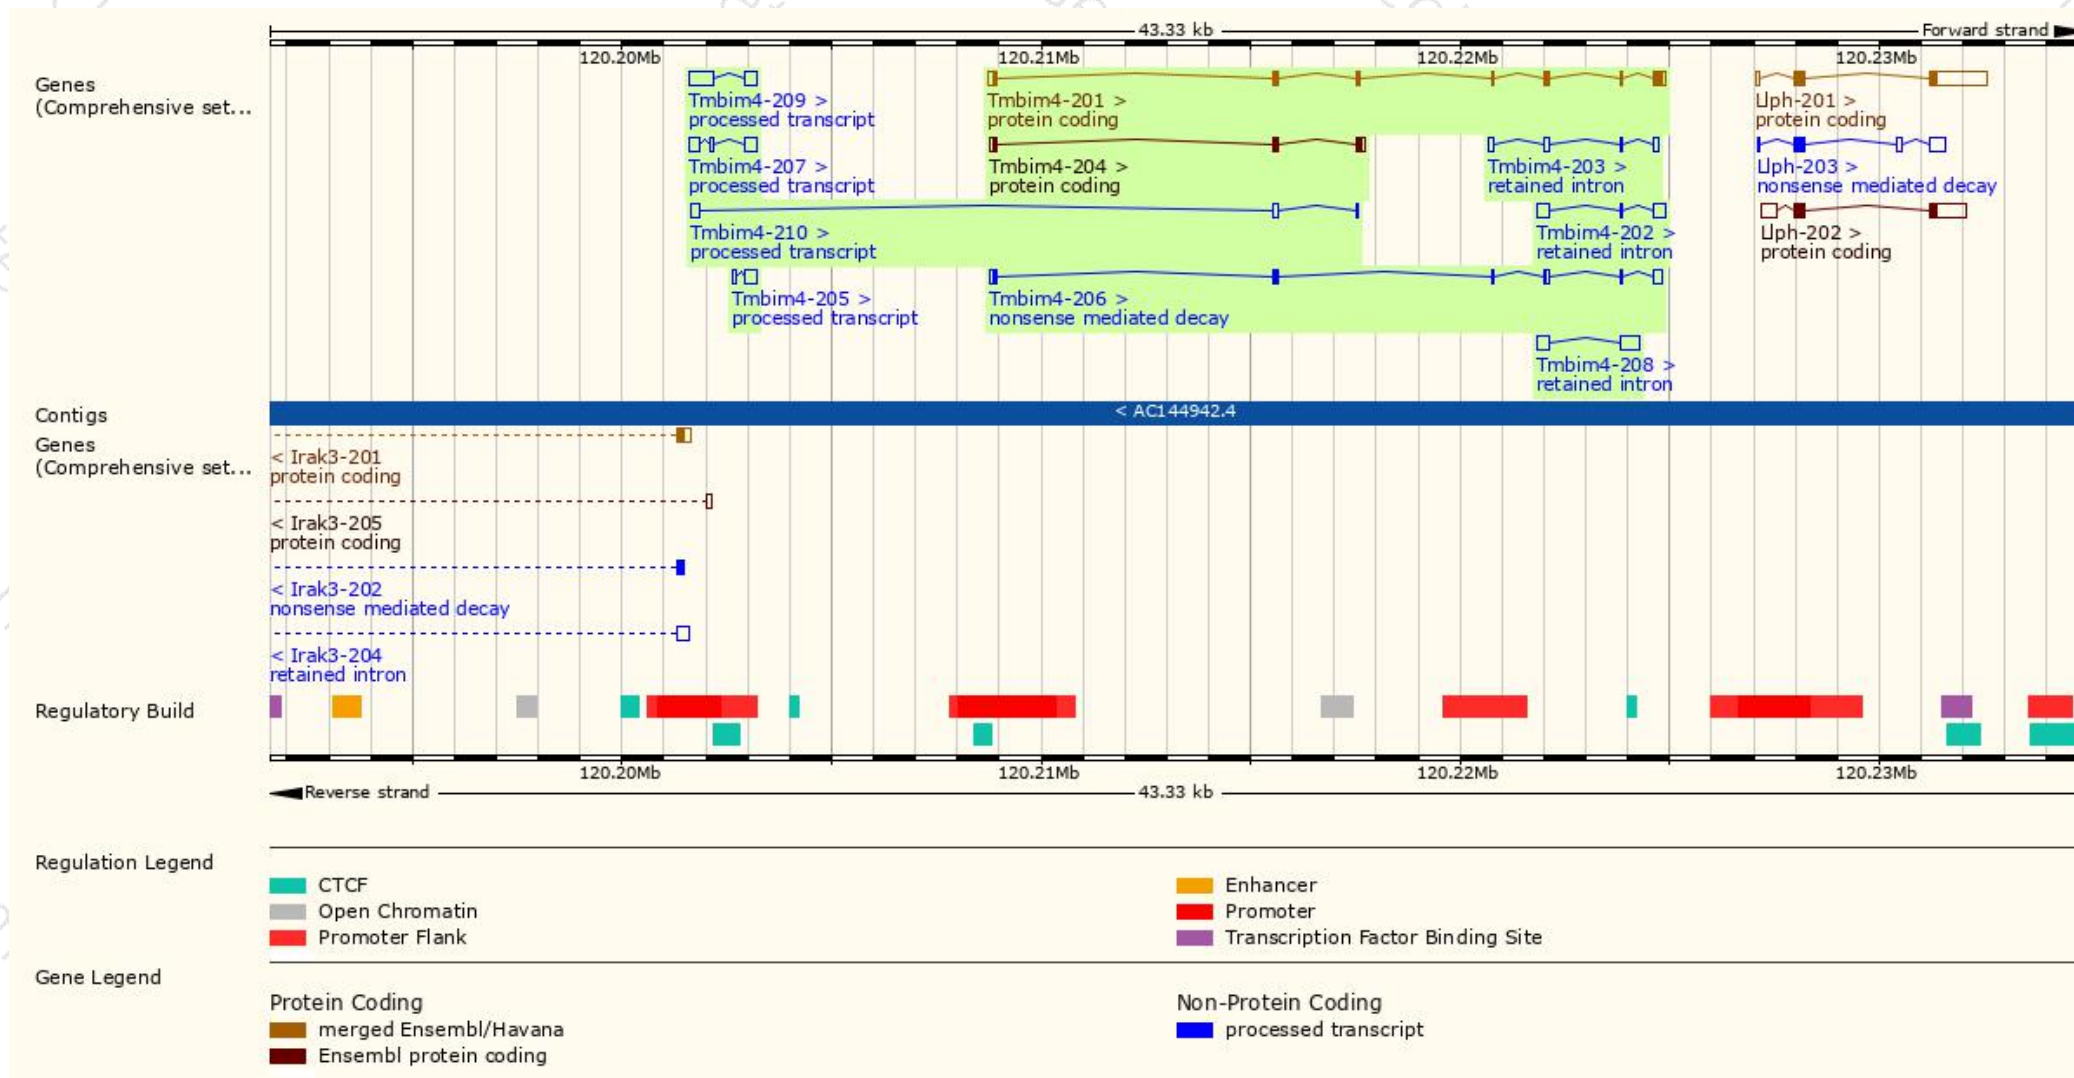 43.33 kb
Forward strand
120.20Mb 120.21Mb 120.22Mb 120.23Mb
Genes
(Comprehensive set...
Tmbim4-209 >
processed transcript
Tmbim4-201 >
protein coding
Llph-201 >
protein coding
Tmbim4-207 >
processed transcript
Tmbim4-204 >
protein coding
Tmbim4-203 >
retained intron
Llph-203 >
nonsense mediated decay
Tmbim4-210 >
processed transcript
Tmbim4-202 >
retained intron
Llph-202 >
protein coding
Tmbim4-205 >
processed transcript
Tmbim4-206 >
nonsense mediated decay
Tmbim4-208 >
retained intron
Contigs
< AC144942.4
Genes
(Comprehensive set...
< Irak3-201
protein coding
< Irak3-205
protein coding
< Irak3-202
nonsense mediated decay
< Irak3-204
retained intron
Regulatory Build
120.20Mb 120.21Mb 120.22Mb 120.23Mb
Reverse strand
43.33 kb
Regulation Legend
CTCF
Open Chromatin
Promoter Flank
Enhancer
Promoter
Transcription Factor Binding Site
Gene Legend
Protein Coding
merged Ensembl/Havana
Ensembl protein coding
Non-Protein Coding
processed transcript